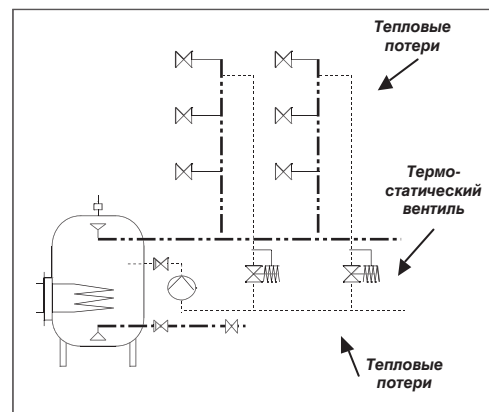 Тепловые
потери
Термо-
статический
вентиль
Тепловые
потери